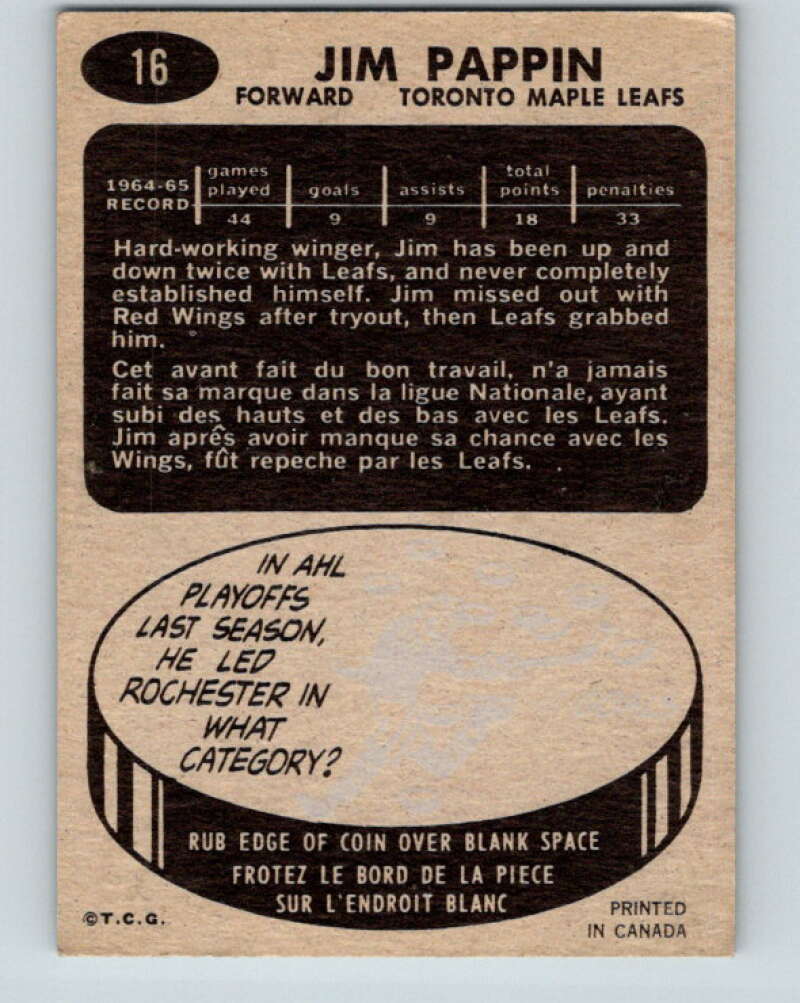 16
JIM PAPPIN
FORWARD TORONTO MAPLE LEAFS
1964-65 RECORD
games played goals assists total points penalties
44 9 9 18 33
Hard-working winger, Jim has been up and
down twice with Leafs, and never completely
established himself. Jim missed out with
Red Wings after tryout, then Leafs grabbed
him.
Cet avant fait du bon travail, n'a jamais
fait sa marque dans la ligue Nationale, ayant
subi des hauts et des bas avec les Leafs.
Jim aprês avoir manque sa chance avec les
Wings, fût repeche par les Leafs.
IN AHL
PLAYOFFS
LAST SEASON,
HE LED
ROCHESTER IN
WHAT
CATEGORY?
RUB EDGE OF COIN OVER BLANK SPACE
FROTEZ LE BORD DE LA PIECE
SUR L'ENDROIT BLANC
©T.C.G.
PRINTED
IN CANADA